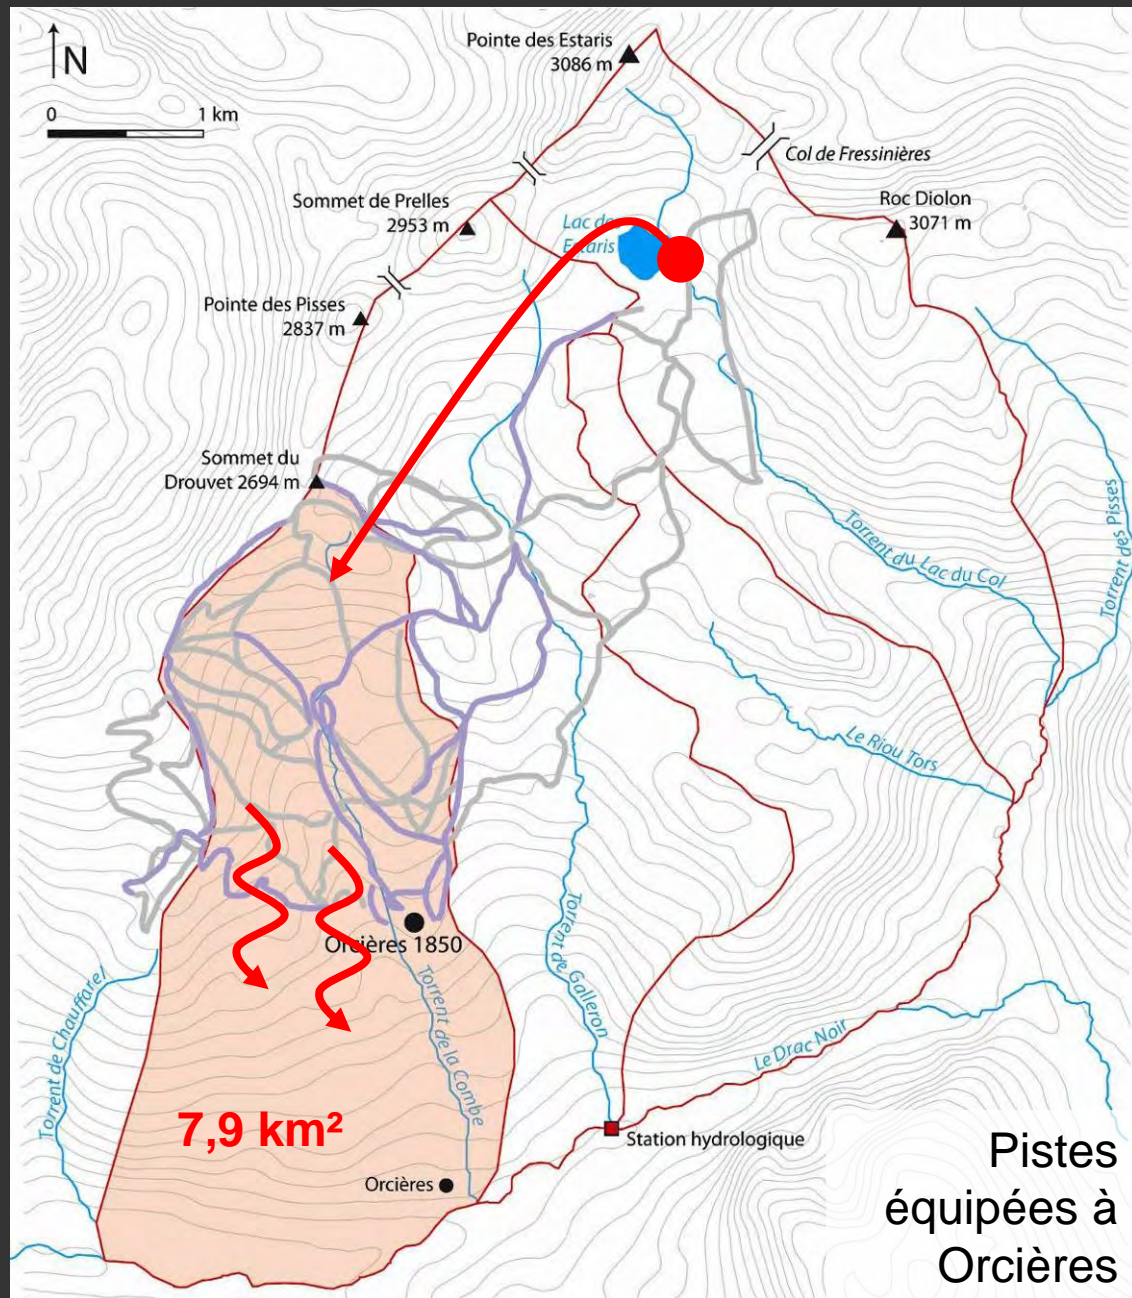 N
0 1 km
Pointe des Estaris
3086 m
Col de Fressinières
Sommet de Prelles
2953 m
Roc Diolon
3071 m
Lac des
Estaris
Pointe des Pisses
2837 m
Sommet du
Drouvet 2694 m
Torrent du Lac du Col
Torrent des Pisses
Le Riou Tors
Orcières 1850
Torrent de Chauffarel
Torrent de la Combe
Torrent de Galleron
Le Drac Noir
7,9 km²
Station hydrologique
Orcières
Pistes
équipées à
Orcières